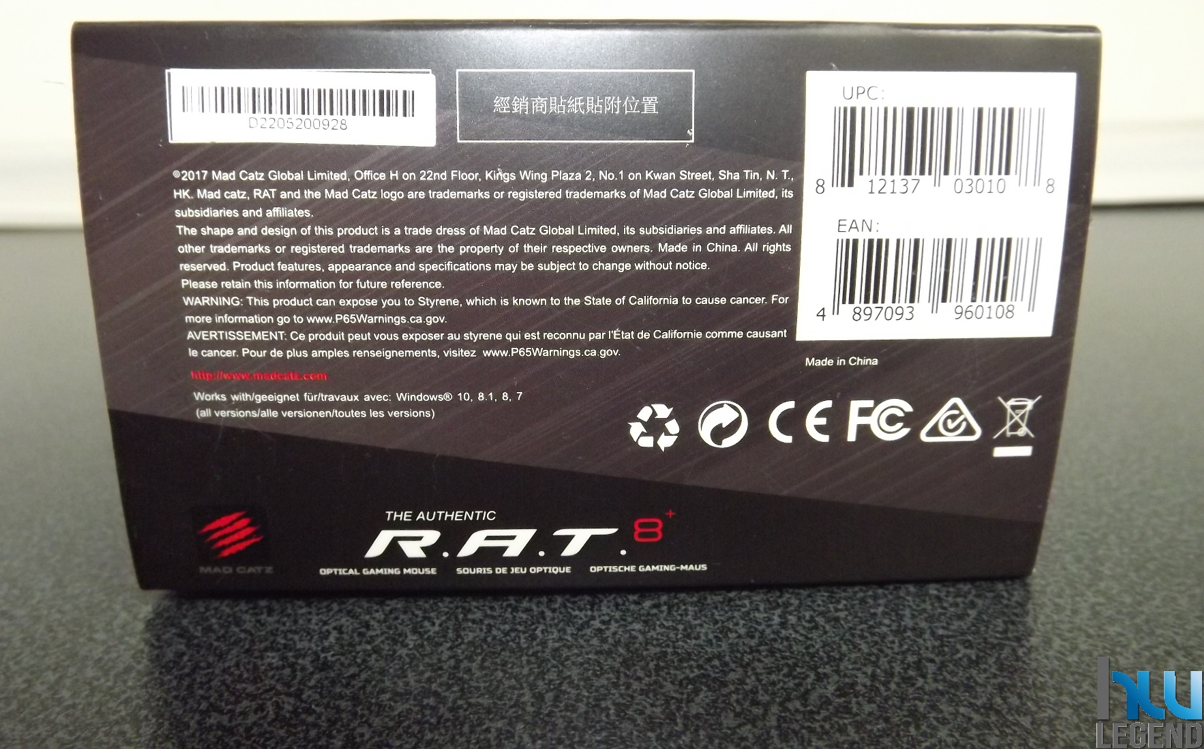 D2205200928
經銷商貼紙貼附位置
UPC:
8 12137 03010 8
EAN:
4 897093 960108
©2017 Mad Catz Global Limited, Office H on 22nd Floor, Kings Wing Plaza 2, No.1 on Kwan Street, Sha Tin, N. T.,
HK. Mad catz, RAT and the Mad Catz logo are trademarks or registered trademarks of Mad Catz Global Limited, its
subsidiaries and affiliates.
The shape and design of this product is a trade dress of Mad Catz Global Limited, its subsidiaries and affiliates. All
other trademarks or registered trademarks are the property of their respective owners. Made in China. All rights
reserved. Product features, appearance and specifications may be subject to change without notice.
Please retain this information for future reference.
WARNING: This product can expose you to Styrene, which is known to the State of California to cause cancer. For
more information go to www.P65Warnings.ca.gov.
AVERTISSEMENT: Ce produit peut vous exposer au styrene qui est reconnu par l'État de Californie comme causant
le cancer. Pour de plus amples renseignements, visitez www.P65Warnings.ca.gov.
http://www.madcatz.com
Works with/geeignet für/travaux avec: Windows® 10, 8.1, 8, 7
(all versions/alle versionen/toutes les versions)
Made in China
CE FC
THE AUTHENTIC
R.A.T.8+
MAD CATZ
OPTICAL GAMING MOUSE SOURIS DE JEU OPTIQUE OPTISCHE GAMING-MAUS
HW
LEGEND